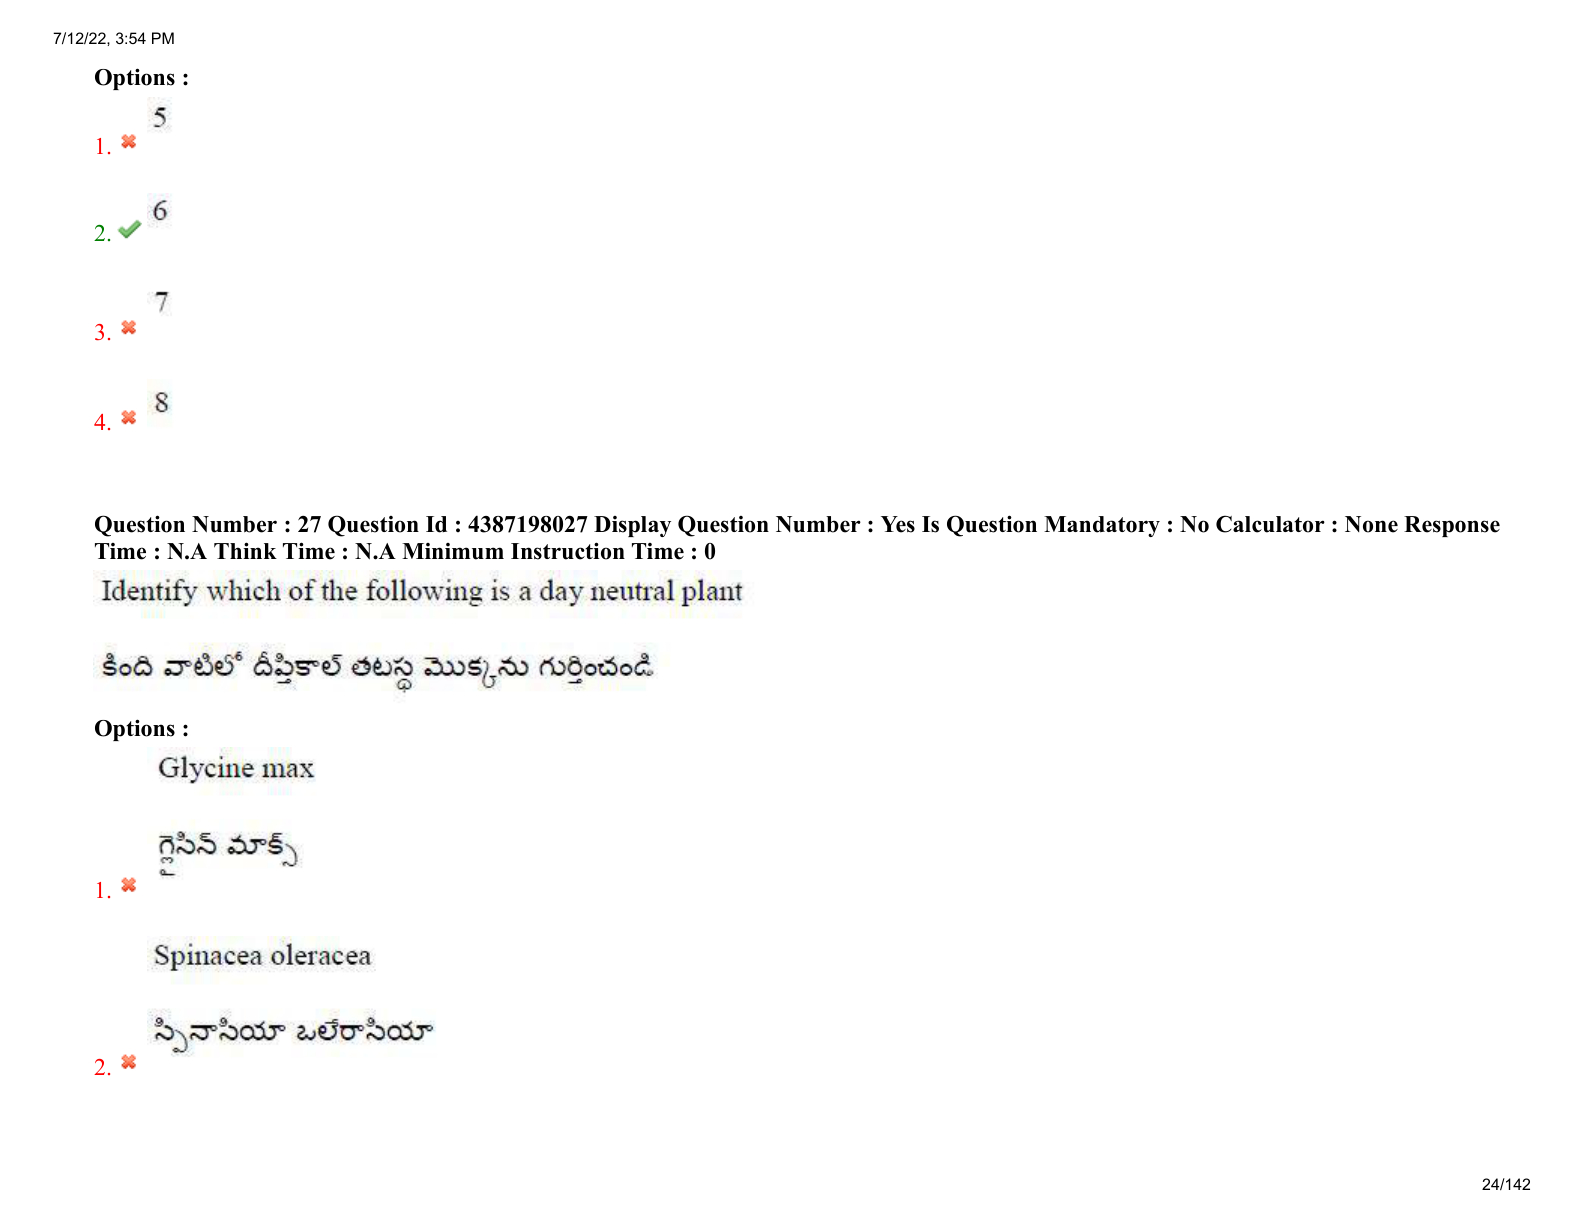 7/12/22, 3:54 PM
Options :
5
1.
6
2.
7
3.
8
4.
Question Number : 27 Question Id : 4387198027 Display Question Number : Yes Is Question Mandatory : No Calculator : None Response
Time : N.A Think Time : N.A Minimum Instruction Time : 0
Identify which of the following is a day neutral plant
కింది వాటిలో దీప్తికాల్ తటస్థ మొక్కను గుర్తించండి
Options :
Glycine max
గ్లైసిన్ మాక్స్
1.
Spinacea oleracea
స్పినాసియా ఒలేరాసియా
2.
24/142